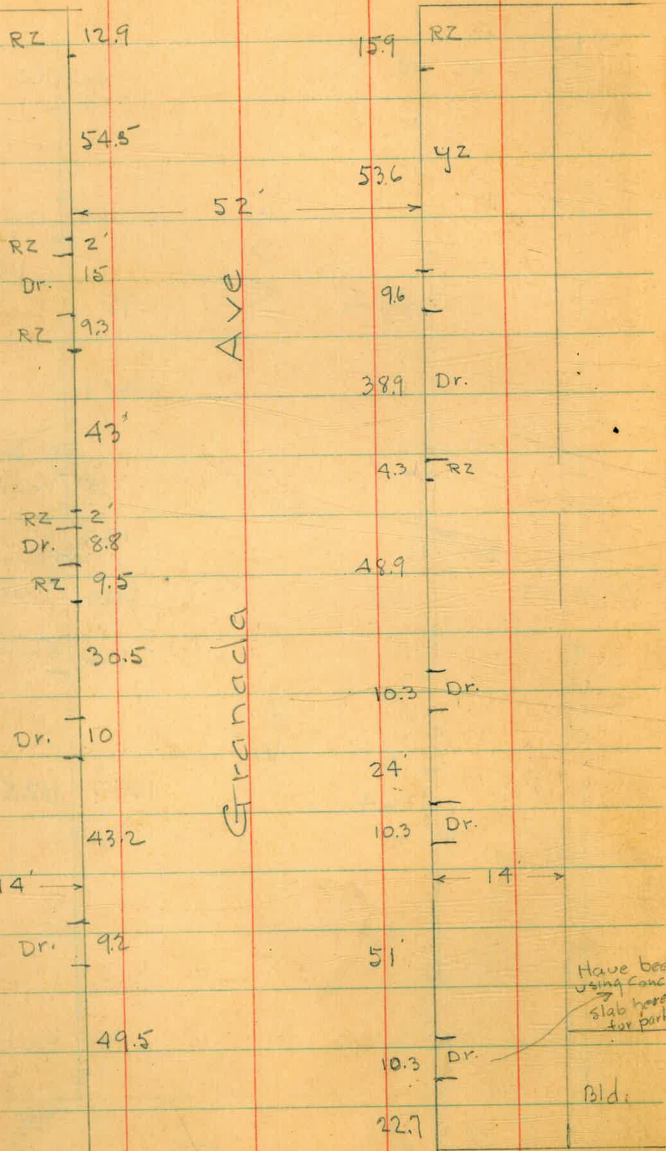 RZ 12.9
15.9 RZ
54.5
53.6 YZ
52'
RZ 2'
Dr. 15
9.6
RZ 9.3
38.9 Dr.
43'
4.3 RZ
RZ 2'
Dr. 8.8
RZ 9.5
48.9
30.5
10.3 Dr.
Dr. 10
24'
43.2
10.3 Dr.
14'
14'
Dr. 9.2
51'
49.5
10.3 Dr.
22.7
Granada Ave
Have
using
slab here
for
Bld.